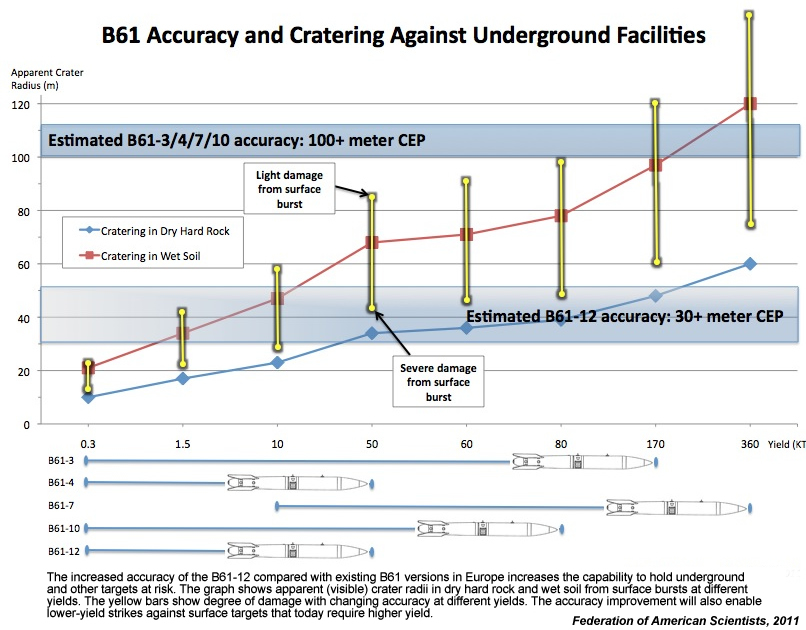 B61 Accuracy and Cratering Against Underground Facilities
Apparent Crater
Radius (m)
120
Estimated B61-3/4/7/10 accuracy: 100+ meter CEP
100
Light damage
from surface
burst
80
Cratering in Dry Hard Rock
Cratering in Wet Soil
60
Estimated B61-12 accuracy: 30+ meter CEP
40
Severe damage
from surface
burst
20
0
0.3 1.5 10 50 60 80 170 360 Yield (KT
B61-3
B61-4
B61-7
B61-10
B61-12
The increased accuracy of the B61-12 compared with existing B61 versions in Europe increases the capability to hold underground
and other targets at risk. The graph shows apparent (visible) crater radii in dry hard rock and wet soil from surface bursts at different
yields. The yellow bars show degree of damage with changing accuracy at different yields. The accuracy improvement will also enable
lower-yield strikes against surface targets that today require higher yield.
Federation of American Scientists, 2011